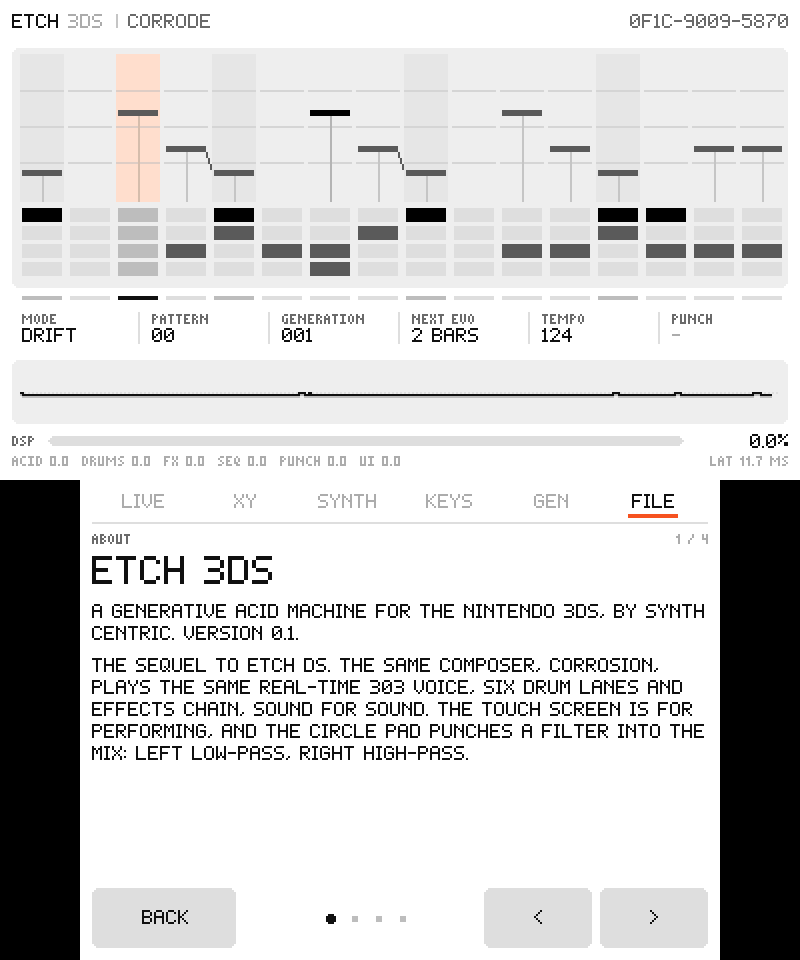 ETCH 3DS | CORRODE
0F1C-9009-5870
MODE
DRIFT
PATTERN
00
GENERATION
001
NEXT EVO
2 BARS
TEMPO
124
PUNCH
-
DSP
0.0%
ACID 0.0 DRUMS 0.0 FX 0.0 SEQ 0.0 PUNCH 0.0 UI 0.0
LAT 11.7 MS
LIVE XY SYNTH KEYS GEN FILE
ABOUT
1 / 4
ETCH 3DS
A GENERATIVE ACID MACHINE FOR THE NINTENDO 3DS, BY SYNTH
CENTRIC. VERSION 0.1.
THE SEQUEL TO ETCH DS. THE SAME COMPOSER, CORROSION,
PLAYS THE SAME REAL-TIME 303 VOICE, SIX DRUM LANES AND
EFFECTS CHAIN, SOUND FOR SOUND. THE TOUCH SCREEN IS FOR
PERFORMING, AND THE CIRCLE PAD PUNCHES A FILTER INTO THE
MIX: LEFT LOW-PASS, RIGHT HIGH-PASS.
BACK
<
>